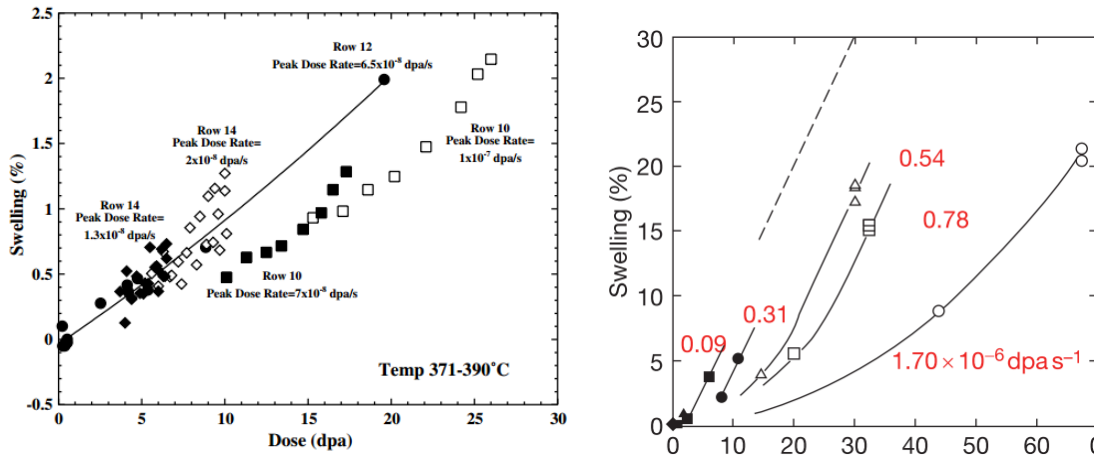 2.5
2
1.5
1
0.5
0
-0.5
0
5
10
15
20
25
30
Swelling (%)
Dose (dpa)
Row 12
Peak Dose Rate=6.5x10⁻⁸ dpa/s
Row 14
Peak Dose Rate=
2x10⁻⁸ dpa/s
Row 10
Peak Dose Rate=
1x10⁻⁷ dpa/s
Row 14
Peak Dose Rate=
1.3x10⁻⁸ dpa/s
Row 10
Peak Dose Rate=7x10⁻⁸ dpa/s
Temp 371-390°C
30
25
20
15
10
5
0
0
10
20
30
40
50
60
Swelling (%)
0.54
0.78
0.31
0.09
1.70 × 10⁻⁶ dpa s⁻¹